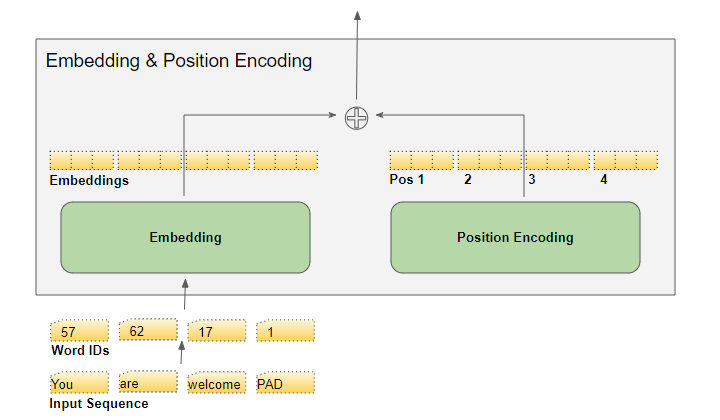 Embedding & Position Encoding
Embeddings
Pos 1 2 3 4
Embedding
Position Encoding
57 62 17 1
Word IDs
You are welcome PAD
Input Sequence